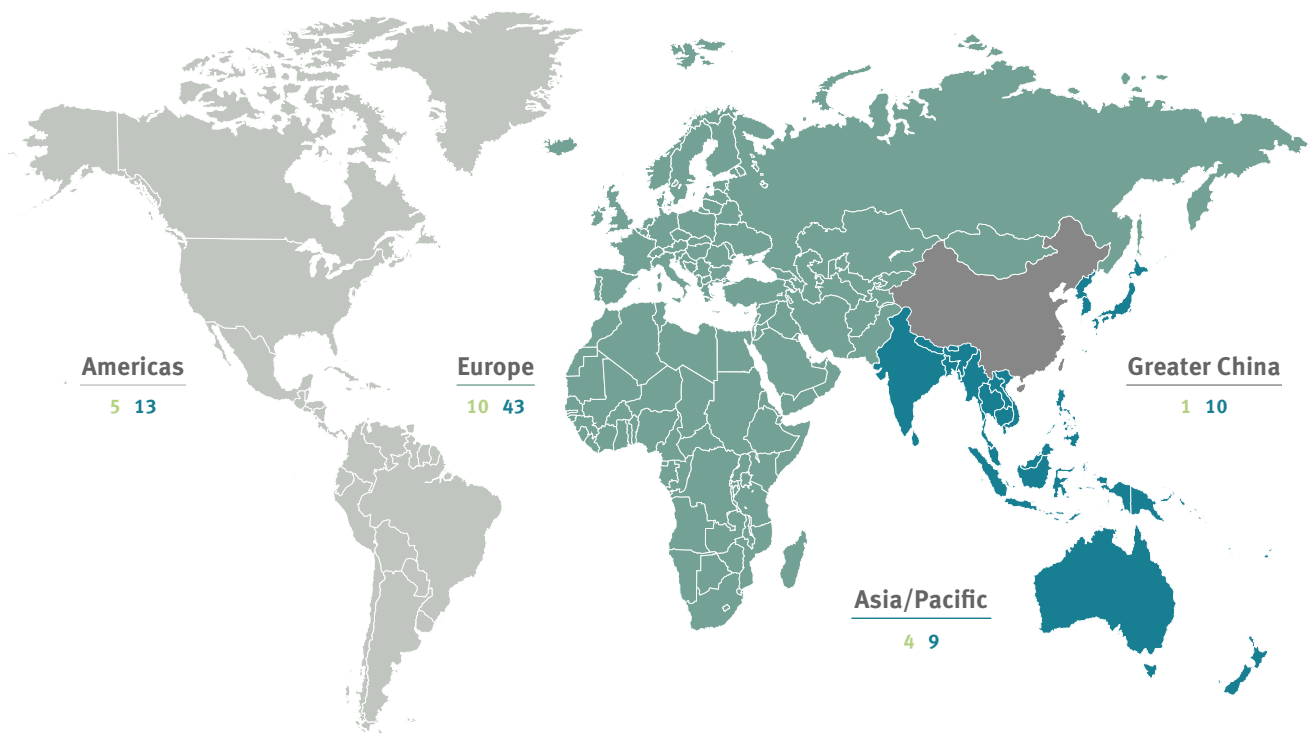 Americas
5 13
Europe
10 43
Greater China
1 10
Asia/Pacific
4 9